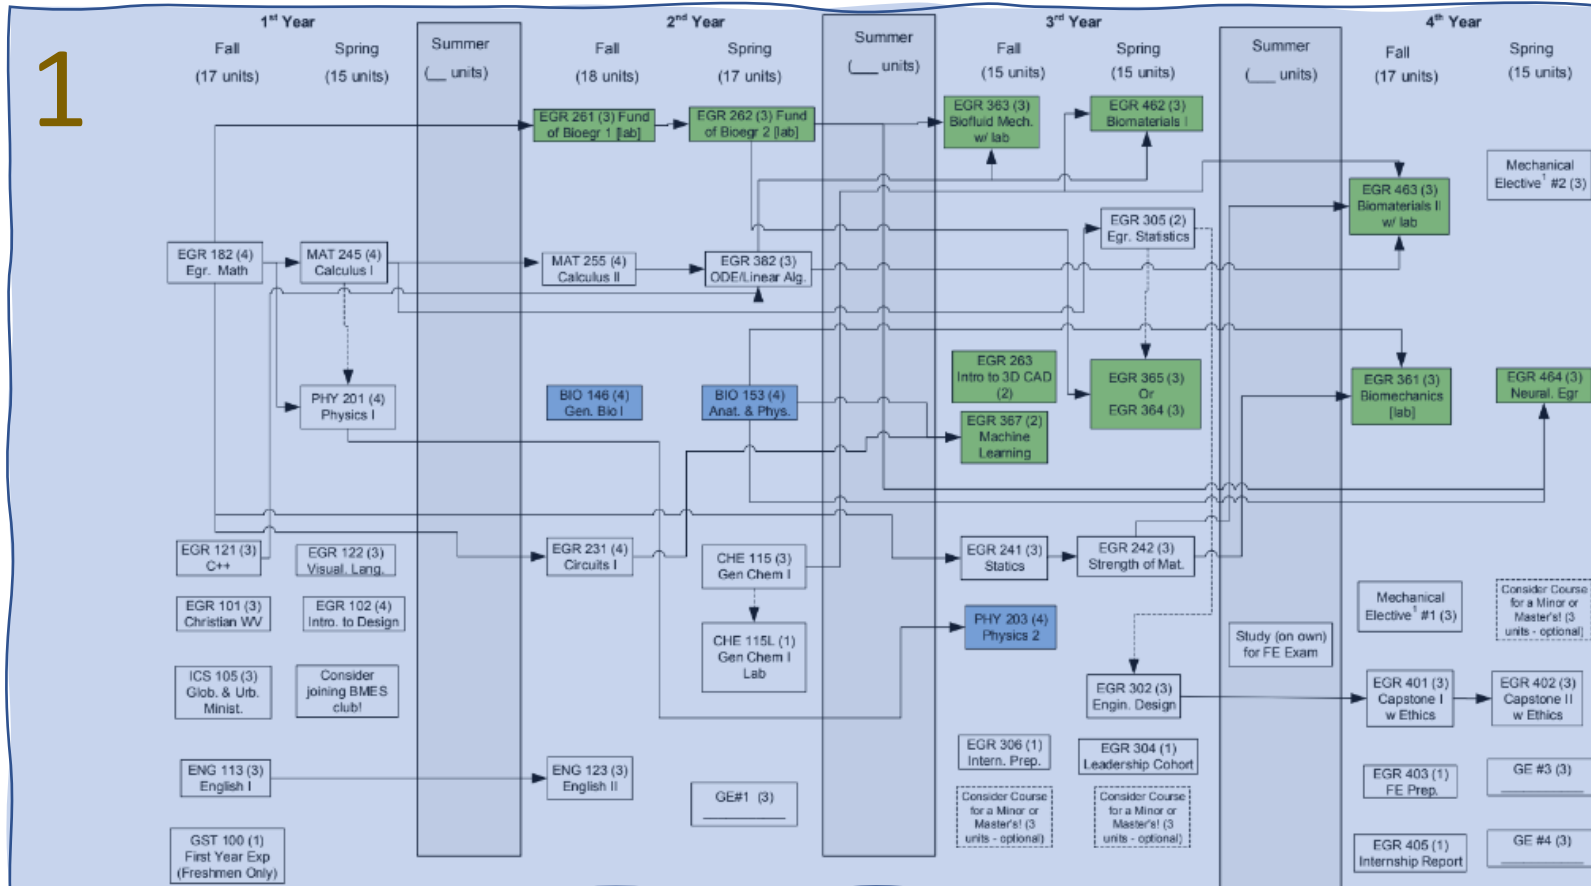 1
1st Year
Fall
(17 units)
Spring
(15 units)
Summer
(__ units)
2nd Year
Fall
(18 units)
Spring
(17 units)
Summer
(___ units)
3rd Year
Fall
(15 units)
Spring
(15 units)
Summer
(___ units)
4th Year
Fall
(17 units)
Spring
(15 units)
EGR 261 (3) Fund
of Bioegr 1 [lab]
EGR 262 (3) Fund
of Bioegr 2 [lab]
EGR 363 (3)
Biofluid Mech.
w/ lab
EGR 462 (3)
Biomaterials I
Mechanical
Elective1 #2 (3)
EGR 463 (3)
Biomaterials II
w/ lab
EGR 305 (2)
Egr. Statistics
EGR 182 (4)
Egr. Math
MAT 245 (4)
Calculus I
MAT 255 (4)
Calculus II
EGR 382 (3)
ODE/Linear Alg.
PHY 201 (4)
Physics I
BIO 146 (4)
Gen. Bio I
BIO 153 (4)
Anat. & Phys.
EGR 263
Intro to 3D CAD
(2)
EGR 365 (3)
Or
EGR 364 (3)
EGR 361 (3)
Biomechanics
[lab]
EGR 464 (3)
Neural. Egr
EGR 367 (2)
Machine
Learning
EGR 121 (3)
C++
EGR 122 (3)
Visual. Lang.
EGR 231 (4)
Circuits I
CHE 115 (3)
Gen Chem I
EGR 241 (3)
Statics
EGR 242 (3)
Strength of Mat.
EGR 101 (3)
Christian WV
EGR 102 (4)
Intro. to Design
CHE 115L (1)
Gen Chem I
Lab
PHY 203 (4)
Physics 2
Study (on own)
for FE Exam
Mechanical
Elective1 #1 (3)
Consider Course
for a Minor or
Master's! (3
units - optional)
ICS 105 (3)
Glob. & Urb.
Minist.
Consider
joining BMES
club!
EGR 302 (3)
Engin. Design
EGR 401 (3)
Capstone I
w Ethics
EGR 402 (3)
Capstone II
w Ethics
ENG 113 (3)
English I
ENG 123 (3)
English II
GE#1 (3)
____________
EGR 306 (1)
Intern. Prep.
EGR 304 (1)
Leadership Cohort
EGR 403 (1)
FE Prep.
GE #3 (3)
____________
Consider Course
for a Minor or
Master's! (3
units - optional)
Consider Course
for a Minor or
Master's! (3
units - optional)
GST 100 (1)
First Year Exp
(Freshmen Only)
EGR 405 (1)
Internship Report
GE #4 (3)
____________